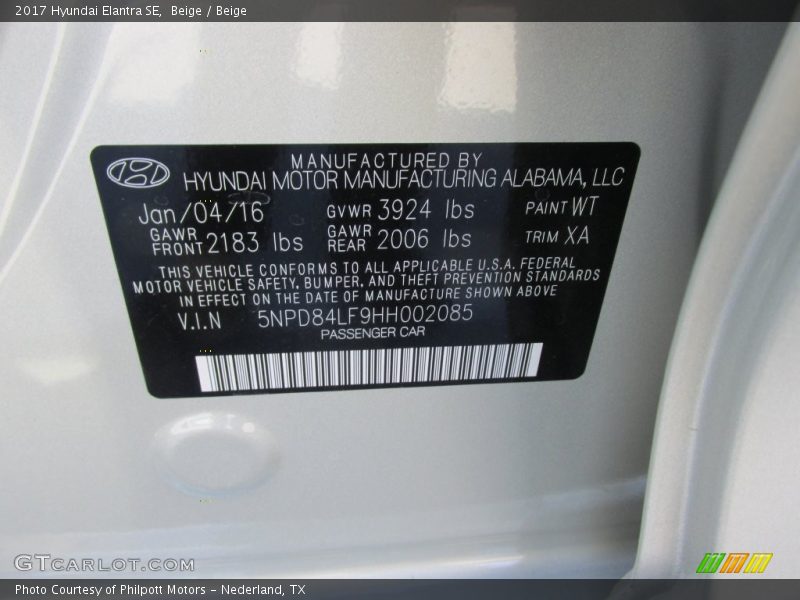 2017 Hyundai Elantra SE, Beige / Beige
MANUFACTURED BY
HYUNDAI MOTOR MANUFACTURING ALABAMA, LLC
Jan/04/16 GVWR 3924 lbs PAINT WT
GAWR FRONT 2183 lbs GAWR REAR 2006 lbs TRIM XA
THIS VEHICLE CONFORMS TO ALL APPLICABLE U.S.A. FEDERAL
MOTOR VEHICLE SAFETY, BUMPER, AND THEFT PREVENTION STANDARDS
IN EFFECT ON THE DATE OF MANUFACTURE SHOWN ABOVE
V.I.N 5NPD84LF9HH002085
PASSENGER CAR
GTCARLOT.COM
Photo Courtesy of Philpott Motors - Nederland, TX